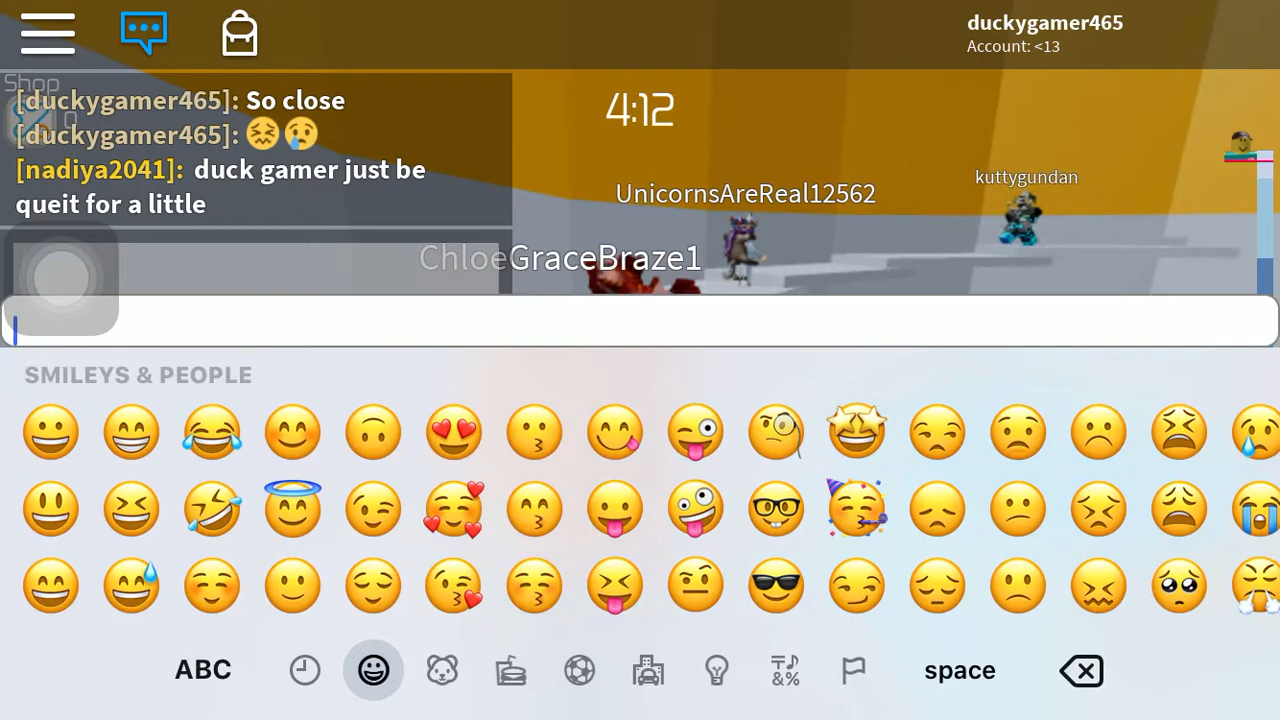 duckygamer465
Account: <13
Shop
0
[duckygamer465]: So close
[duckygamer465]: 😖😢
[nadiya2041]: duck gamer just be
queit for a little
4:12
UnicornsAreReal12562
kuttygundan
ChloeGraceBraze1
SMILEYS & PEOPLE
ABC
space